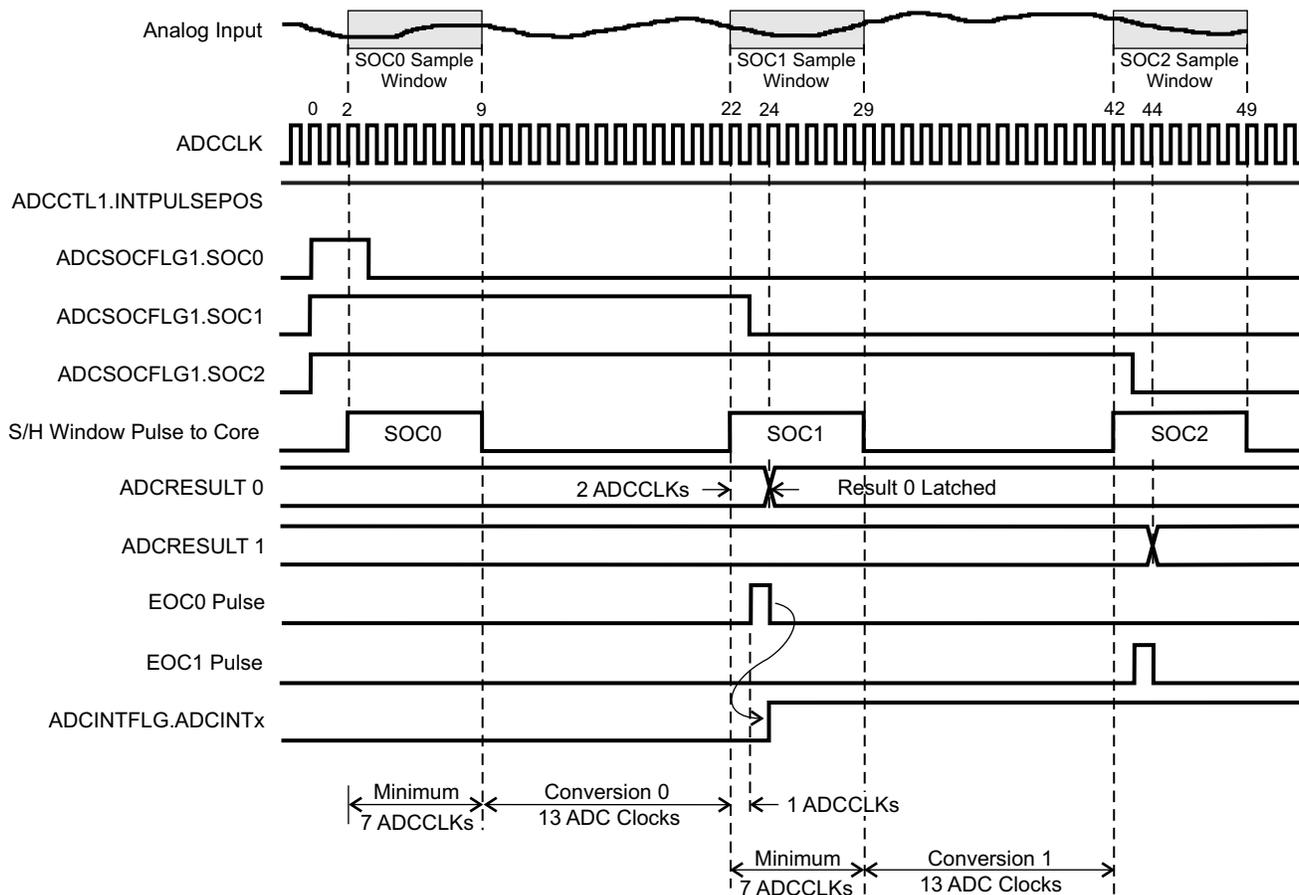 Analog Input
SOC0 Sample
Window
SOC1 Sample
Window
SOC2 Sample
Window
0 2 9 22 24 29 42 44 49
ADCCLK
ADCCTL1.INTPULSEPOS
ADCSOCFLG1.SOC0
ADCSOCFLG1.SOC1
ADCSOCFLG1.SOC2
S/H Window Pulse to Core
SOC0 SOC1 SOC2
ADCRESULT 0
2 ADCCLKs Result 0 Latched
ADCRESULT 1
EOC0 Pulse
EOC1 Pulse
ADCINTFLG.ADCINTx
Minimum
7 ADCCLKs
Conversion 0
13 ADC Clocks
1 ADCCLKs
Minimum
7 ADCCLKs
Conversion 1
13 ADC Clocks